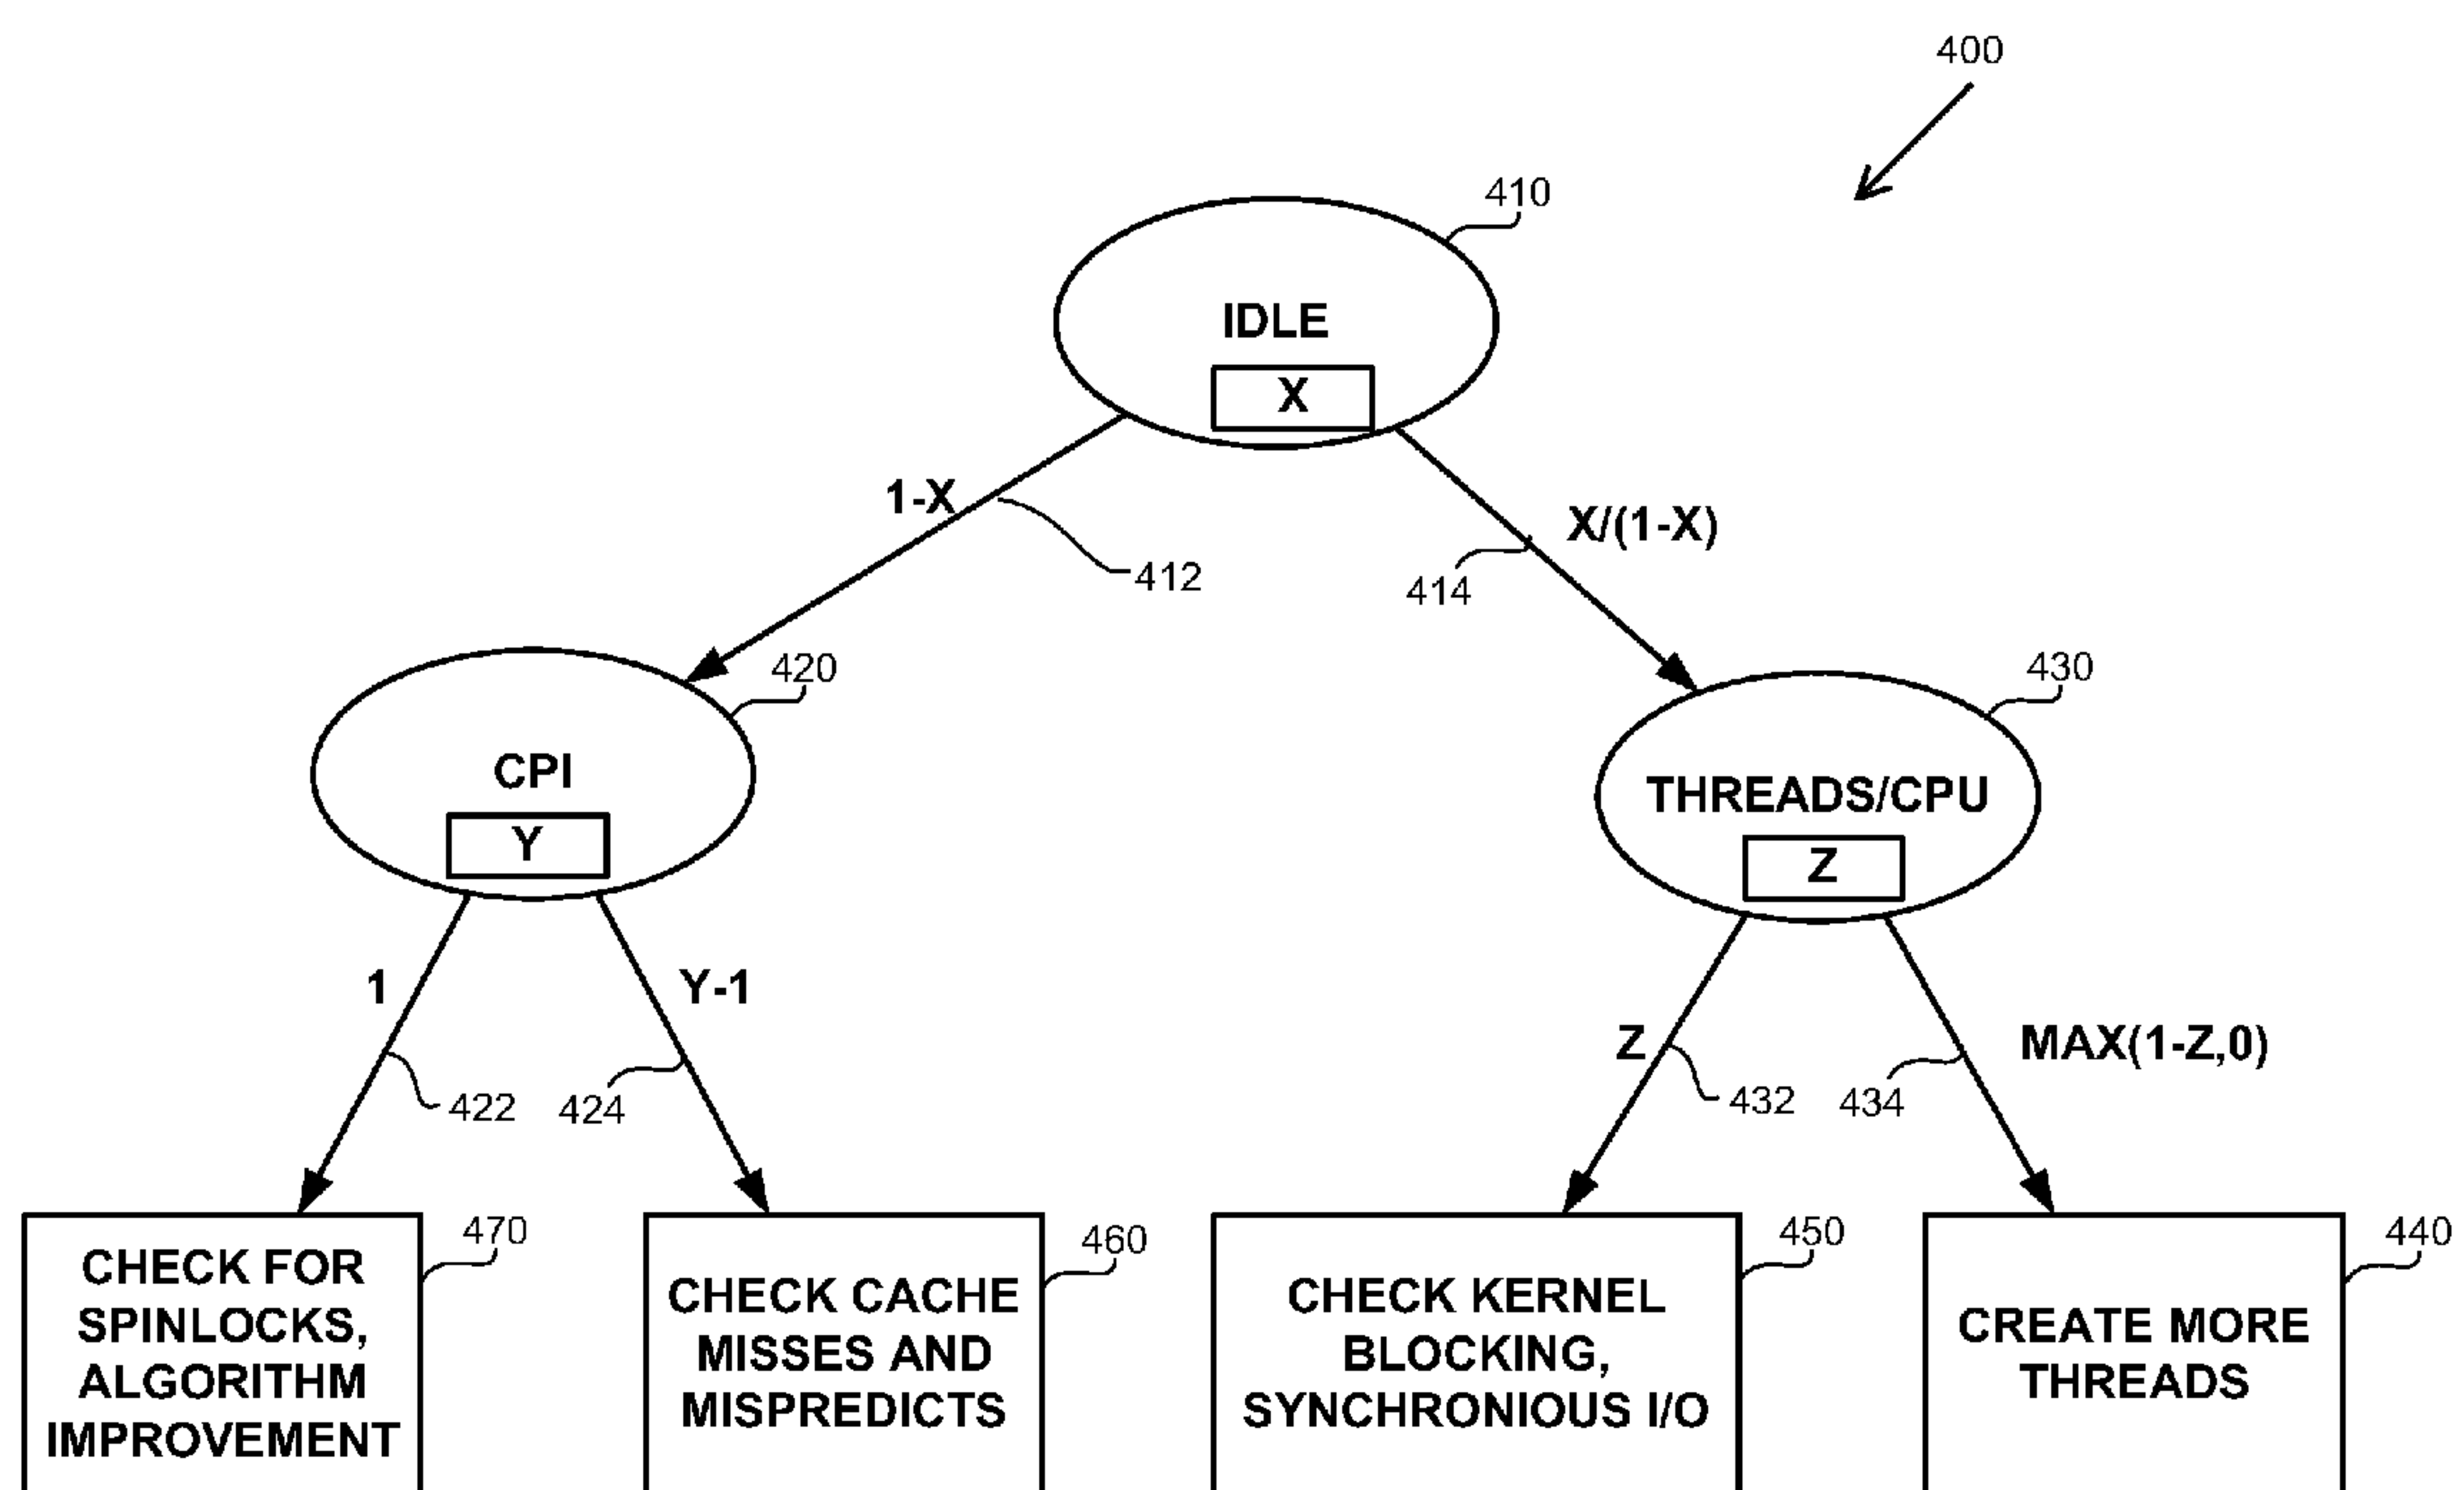 400
410
IDLE
X
1-X
412
X/(1-X)
414
420
CPI
Y
430
THREADS/CPU
Z
1
422
Y-1
424
Z
432
MAX(1-Z,0)
434
470
CHECK FOR
SPINLOCKS,
ALGORITHM
IMPROVEMENT
460
CHECK CACHE
MISSES AND
MISPREDICTS
450
CHECK KERNEL
BLOCKING,
SYNCHRONIOUS I/O
440
CREATE MORE
THREADS